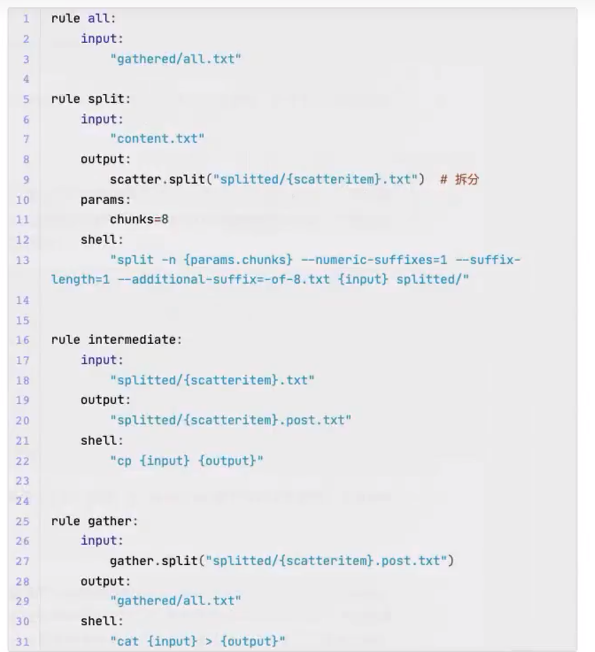 1 rule all:
2     input:
3         "gathered/all.txt"
4
5 rule split:
6     input:
7         "content.txt"
8     output:
9         scatter.split("splitted/{scatteritem}.txt")  # 拆分
10     params:
11         chunks=8
12     shell:
13         "split -n {params.chunks} --numeric-suffixes=1 --suffix-
length=1 --additional-suffix=-of-8.txt {input} splitted/"
14
15
16 rule intermediate:
17     input:
18         "splitted/{scatteritem}.txt"
19     output:
20         "splitted/{scatteritem}.post.txt"
21     shell:
22         "cp {input} {output}"
23
24
25 rule gather:
26     input:
27         gather.split("splitted/{scatteritem}.post.txt")
28     output:
29         "gathered/all.txt"
30     shell:
31         "cat {input} > {output}"